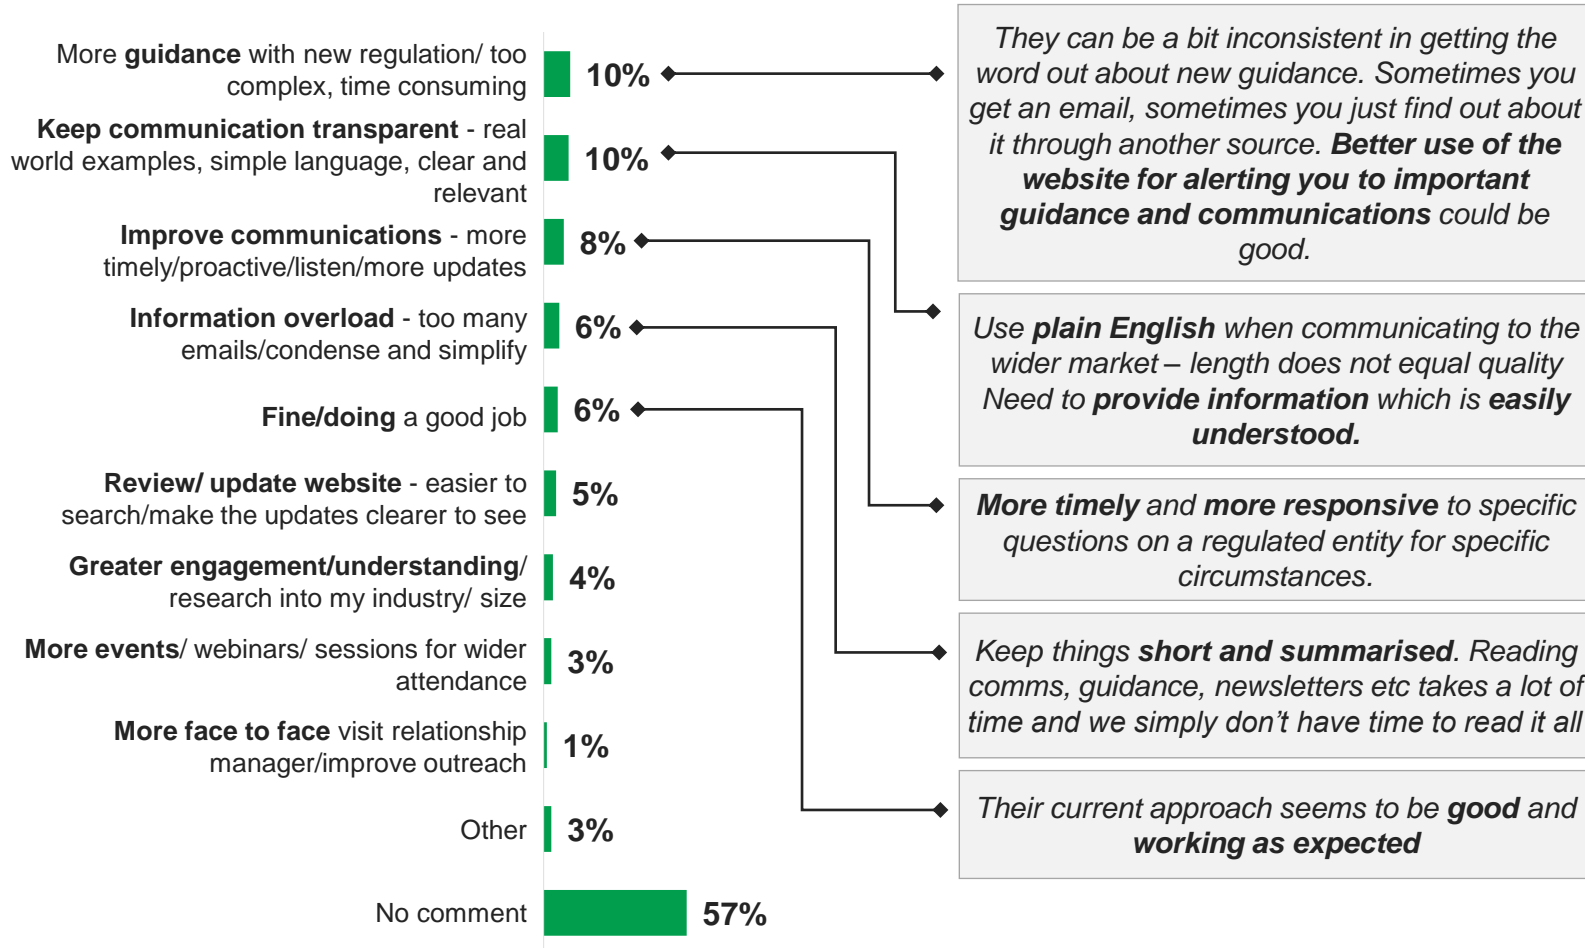 More guidance with new regulation/ too
complex, time consuming
10%
Keep communication transparent - real
world examples, simple language, clear and
relevant
10%
Improve communications - more
timely/proactive/listen/more updates
8%
Information overload - too many
emails/condense and simplify
6%
Fine/doing a good job
6%
Review/ update website - easier to
search/make the updates clearer to see
5%
Greater engagement/understanding/
research into my industry/ size
4%
More events/ webinars/ sessions for wider
attendance
3%
More face to face visit relationship
manager/improve outreach
1%
Other
3%
No comment
57%
They can be a bit inconsistent in getting the
word out about new guidance. Sometimes you
get an email, sometimes you just find out about
it through another source. Better use of the
website for alerting you to important
guidance and communications could be
good.
Use plain English when communicating to the
wider market – length does not equal quality
Need to provide information which is easily
understood.
More timely and more responsive to specific
questions on a regulated entity for specific
circumstances.
Keep things short and summarised. Reading
comms, guidance, newsletters etc takes a lot of
time and we simply don’t have time to read it all
Their current approach seems to be good and
working as expected